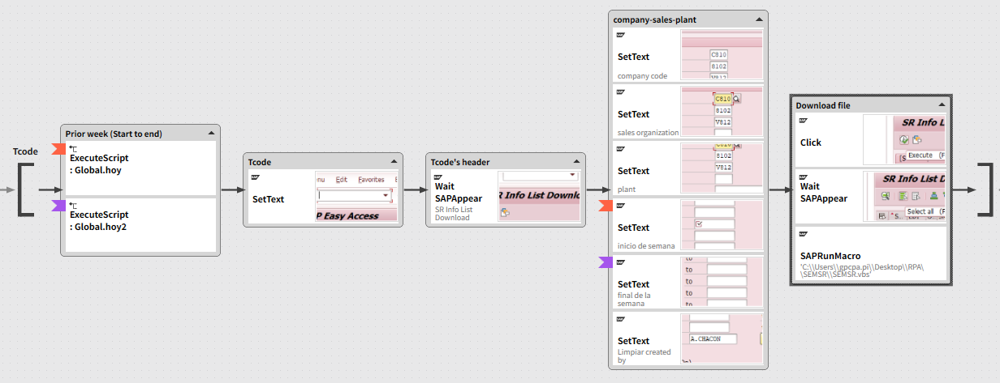 Tcode
Prior week (Start to end)
ExecuteScript
: Global.hoy
ExecuteScript
: Global.hoy2
Tcode
SetText
nu Edit Favorites
P Easy Access
Tcode's header
Wait
SAPAppear
SR Info List
Download
R Info List Downlo
company-sales-plant
SetText
company code
C810
8102
V812
SetText
sales organization
C810
8102
V812
SetText
plant
C810
8102
V812
SetText
inicio de semana
SetText
final de la
semana
to
to
to
to
to
SetText
Limpiar created
by
A.CHACON
Download file
Click
SR Info L
Execute (F
Wait
SAPAppear
SR Info List D
Select all (F
SAPRunMacro
'C:\\Users\\gpcpa.pi\\Desktop\\RPA\
\SEMSR\\SEMSR.vbs'